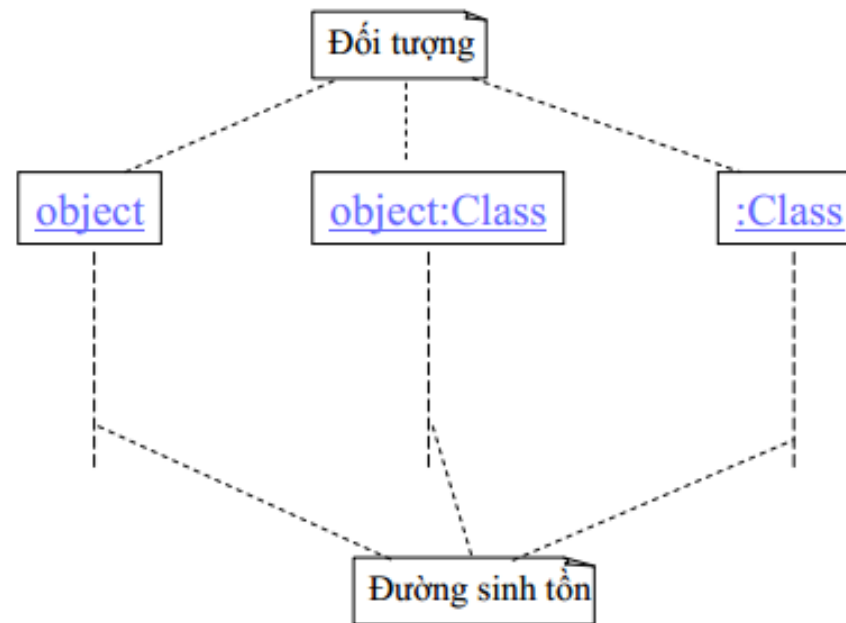 Đối tượng
object
object:Class
:Class
Đường sinh tồn